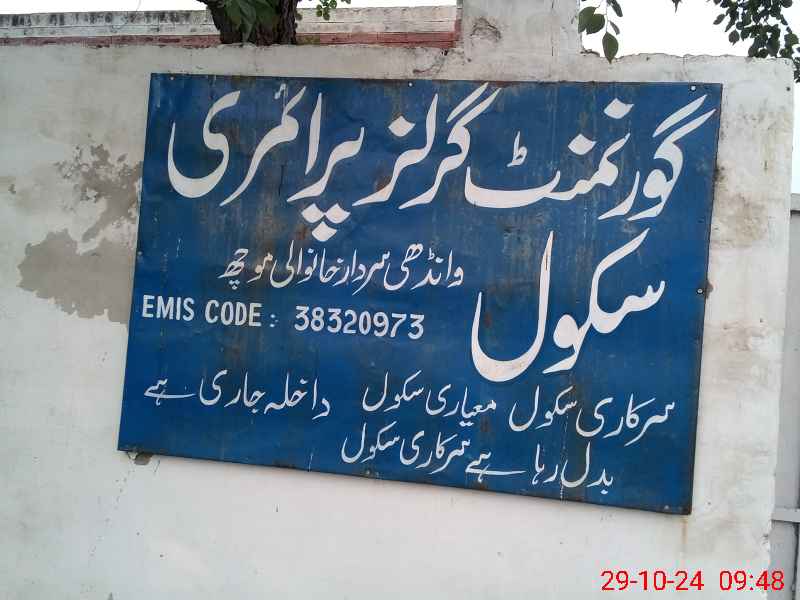 گورنمنٹ گرلز پرائمری
سکول
وانڈھی سردار خانوالی موچھ
EMIS CODE: 38320973
سرکاری سکول معیاری سکول داخلہ جاری ہے
بدل رہا ہے سرکاری سکول
29-10-24 09:48